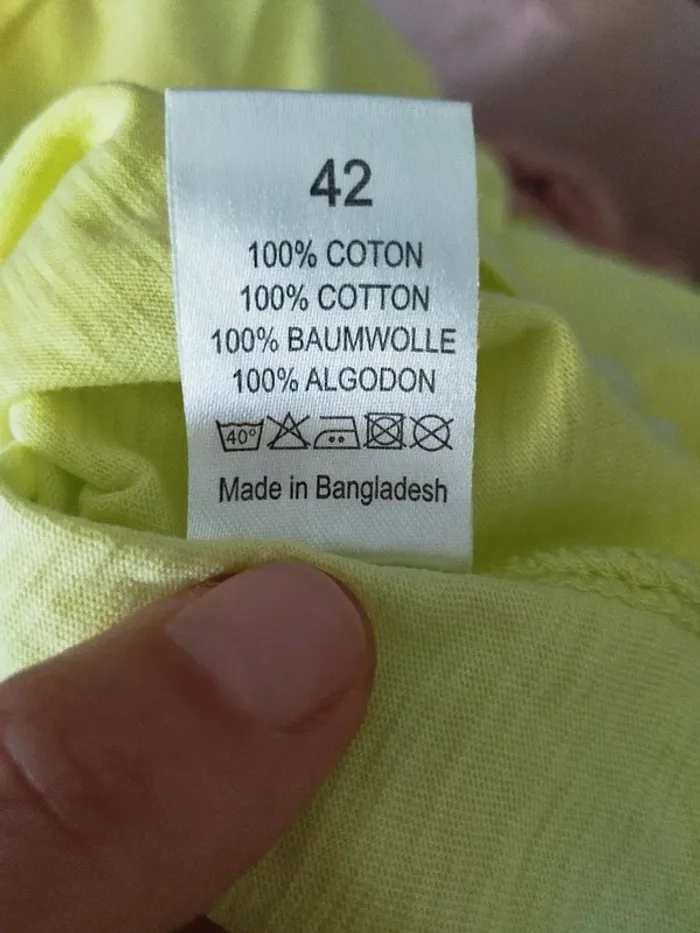 42
100% COTON
100% COTTON
100% BAUMWOLLE
100% ALGODON
40°
Made in Bangladesh